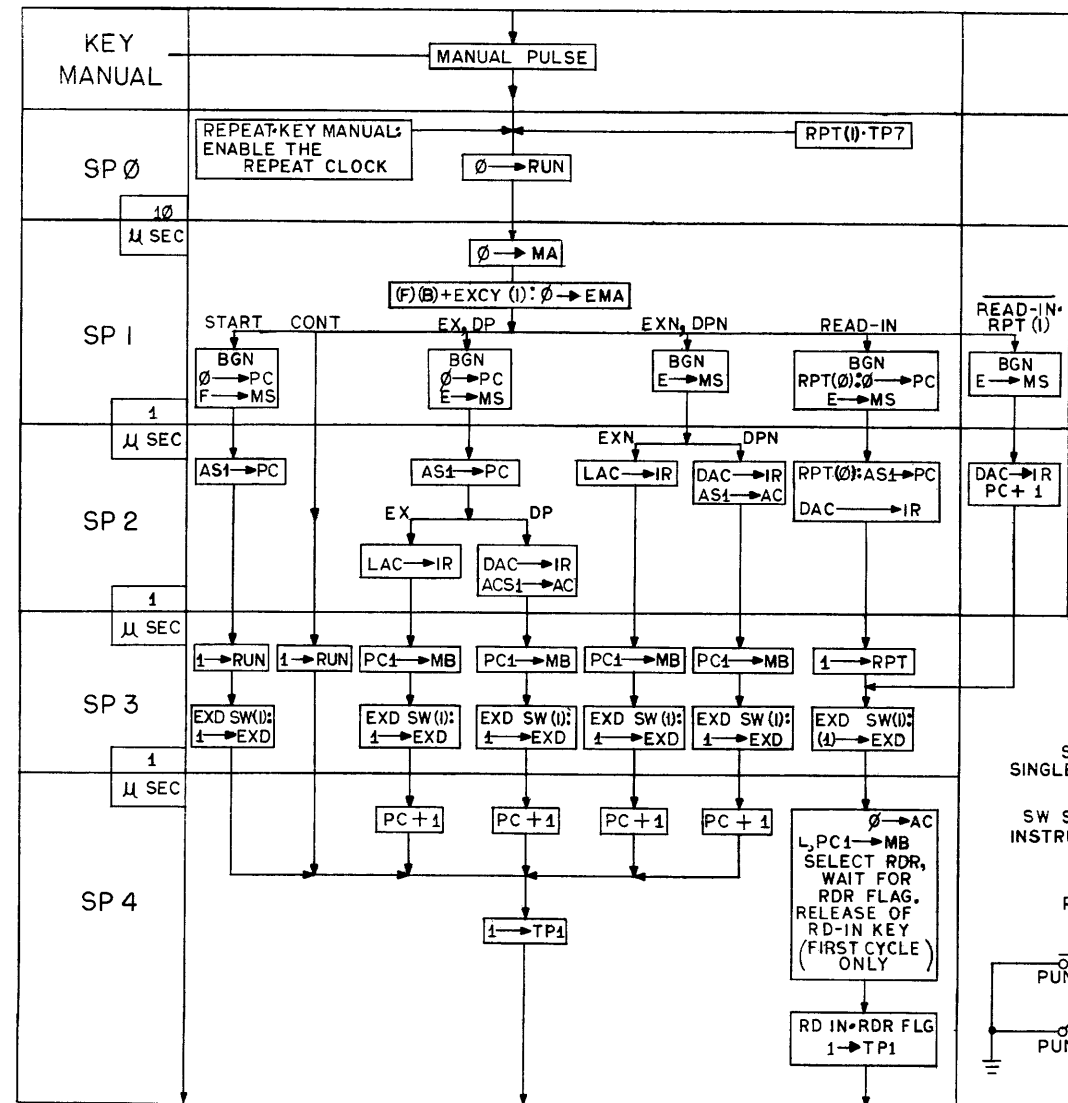 KEY
MANUAL
MANUAL PULSE
SP Ø
REPEAT•KEY MANUAL:
ENABLE THE
REPEAT CLOCK
RPT(1)•TP7
Ø→RUN
1Ø
μ SEC
SP 1
Ø→MA
(F)(B)+EXCY (1): Ø→EMA
START
CONT
EX, DP
EXN, DPN
READ-IN
READ-IN•
RPT (1)
BGN
Ø→PC
F→MS
BGN
Ø→PC
E→MS
BGN
E→MS
BGN
RPT(Ø):Ø→PC
E→MS
BGN
E→MS
1
μ SEC
SP 2
AS1→PC
AS1→PC
EXN
DPN
LAC→IR
DAC→IR
AS1→AC
RPT(Ø):AS1→PC
DAC→IR
DAC→IR
PC+1
EX
DP
LAC→IR
DAC→IR
ACS1→AC
1
μ SEC
SP 3
1→RUN
1→RUN
PC1→MB
PC1→MB
PC1→MB
PC1→MB
1→RPT
EXD SW(1):
1→EXD
EXD SW(1):
1→EXD
EXD SW(1):
1→EXD
EXD SW(1):
1→EXD
EXD SW(1):
1→EXD
EXD SW(1):
(1)→EXD
1
μ SEC
SP 4
PC+1
PC+1
PC+1
PC+1
Ø→AC
L,PC1→MB
SELECT RDR,
WAIT FOR
RDR FLAG.
RELEASE OF
RD-IN KEY
(FIRST CYCLE)
ONLY
1→TP1
RD IN•RDR FLG
1→TP1
S
SINGLE
SW S
INSTRU
PUN
PUN